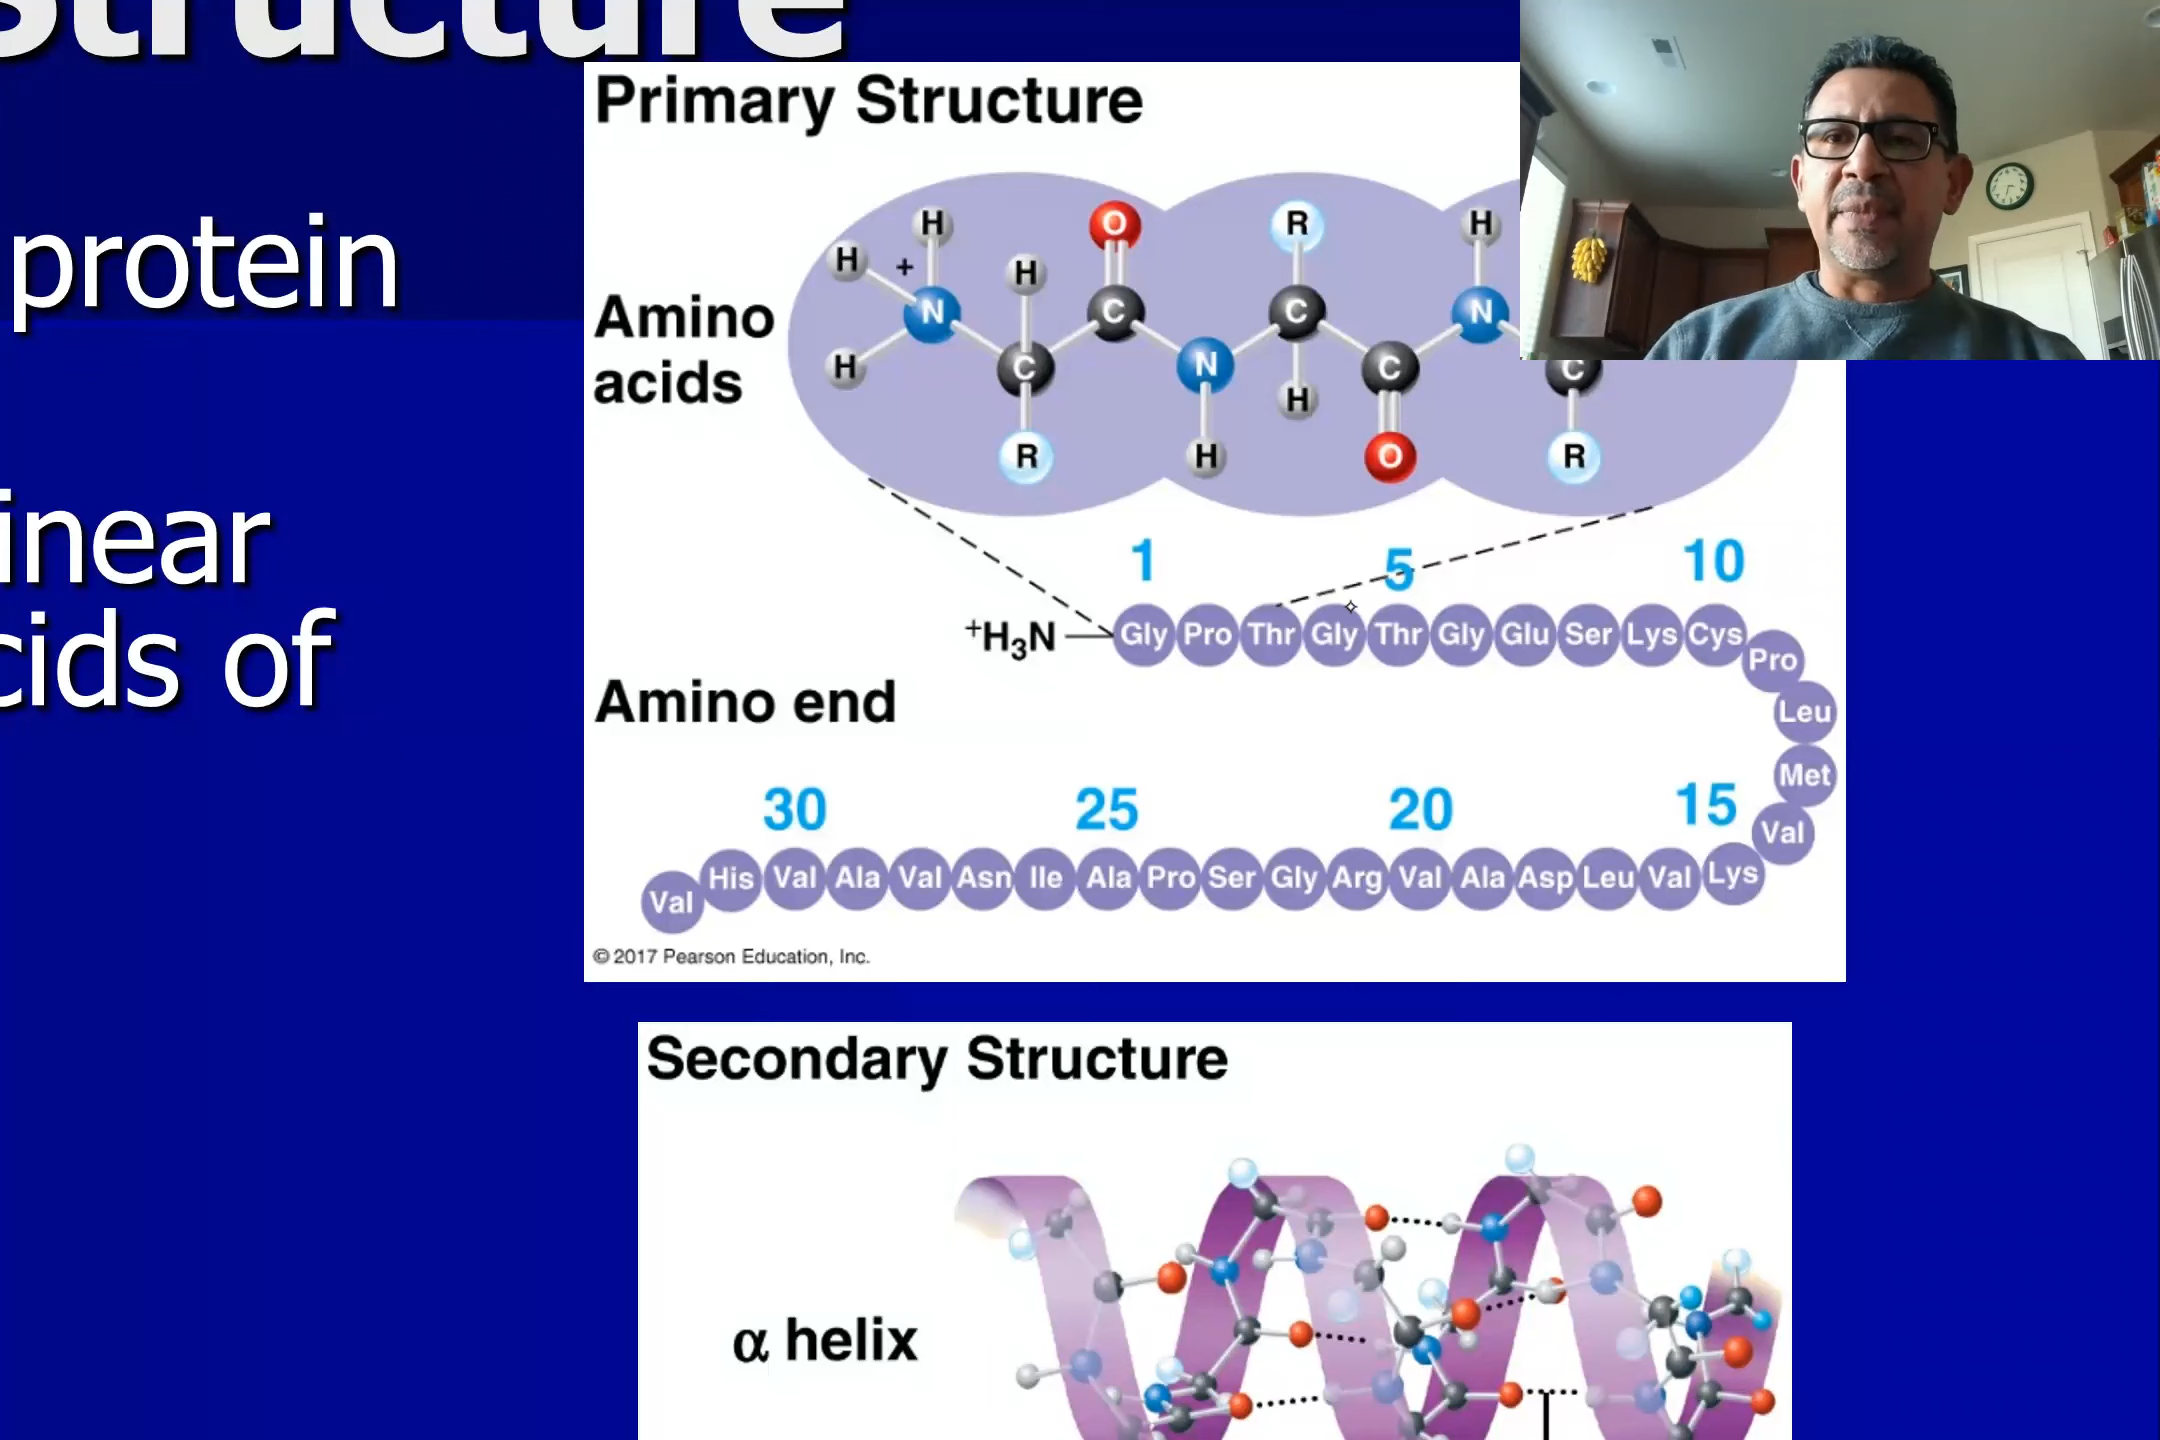 structure
protein
inear
cids of
Primary Structure
Amino
acids
H H + H N H C R O C N H R C H C O H N C R
1 5 10
+H3N Gly Pro Thr Gly Thr Gly Glu Ser Lys Cys
Pro
Leu
Met
Val
Amino end
30 25 20 15
Val His Val Ala Val Asn Ile Ala Pro Ser Gly Arg Val Ala Asp Leu Val Lys
© 2017 Pearson Education, Inc.
Secondary Structure
α helix